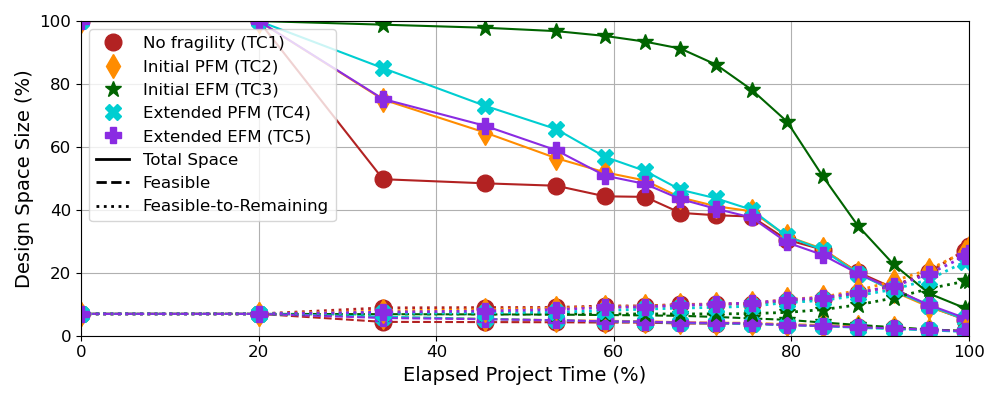 100
80
60
40
20
0
Design Space Size (%)
No fragility (TC1)
Initial PFM (TC2)
Initial EFM (TC3)
Extended PFM (TC4)
Extended EFM (TC5)
Total Space
Feasible
Feasible-to-Remaining
0 20 40 60 80 100
Elapsed Project Time (%)